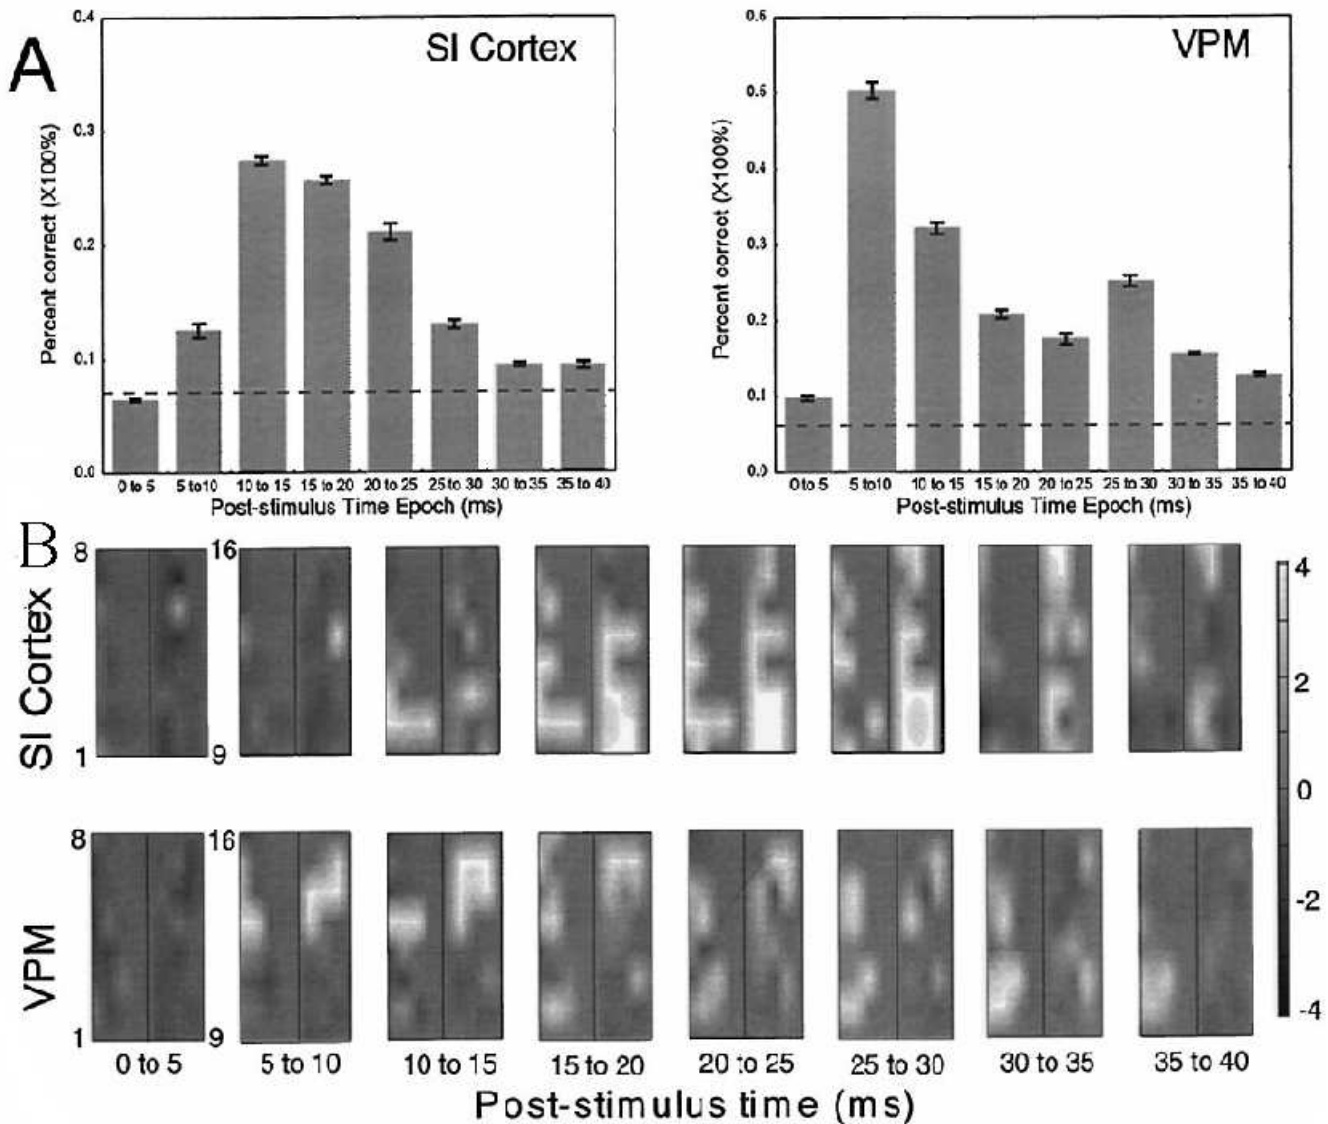 A
SI Cortex
0.4
0.3
0.2
0.1
0.0
Percent correct (X100%)
0 to 5 5 to10 10 to 15 15 to 20 20 to 25 25 to 30 30 to 35 35 to 40
Post-stimulus Time Epoch (ms)
VPM
0.6
0.5
0.4
0.3
0.2
0.1
0.0
Percent correct (X100%)
0 to 5 5 to10 10 to 15 15 to 20 20 to 25 25 to 30 30 to 35 35 to 40
Post-stimulus Time Epoch (ms)
B
SI Cortex
8 16
1 9
4
2
0
-2
-4
VPM
8 16
1 9
0 to 5 5 to 10 10 to 15 15 to 20 20 to 25 25 to 30 30 to 35 35 to 40
Post-stimulus time (ms)